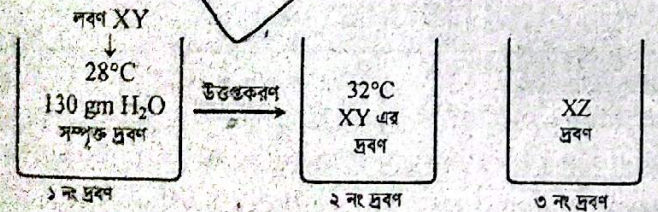 লবণ XY
↓
28°C
130 gm H₂O
সম্পৃক্ত দ্রবণ
১ নং দ্রবণ
উত্তপ্তকরণ
32°C
XY এর
দ্রবণ
২ নং দ্রবণ
XZ
দ্রবণ
৩ নং দ্রবণ